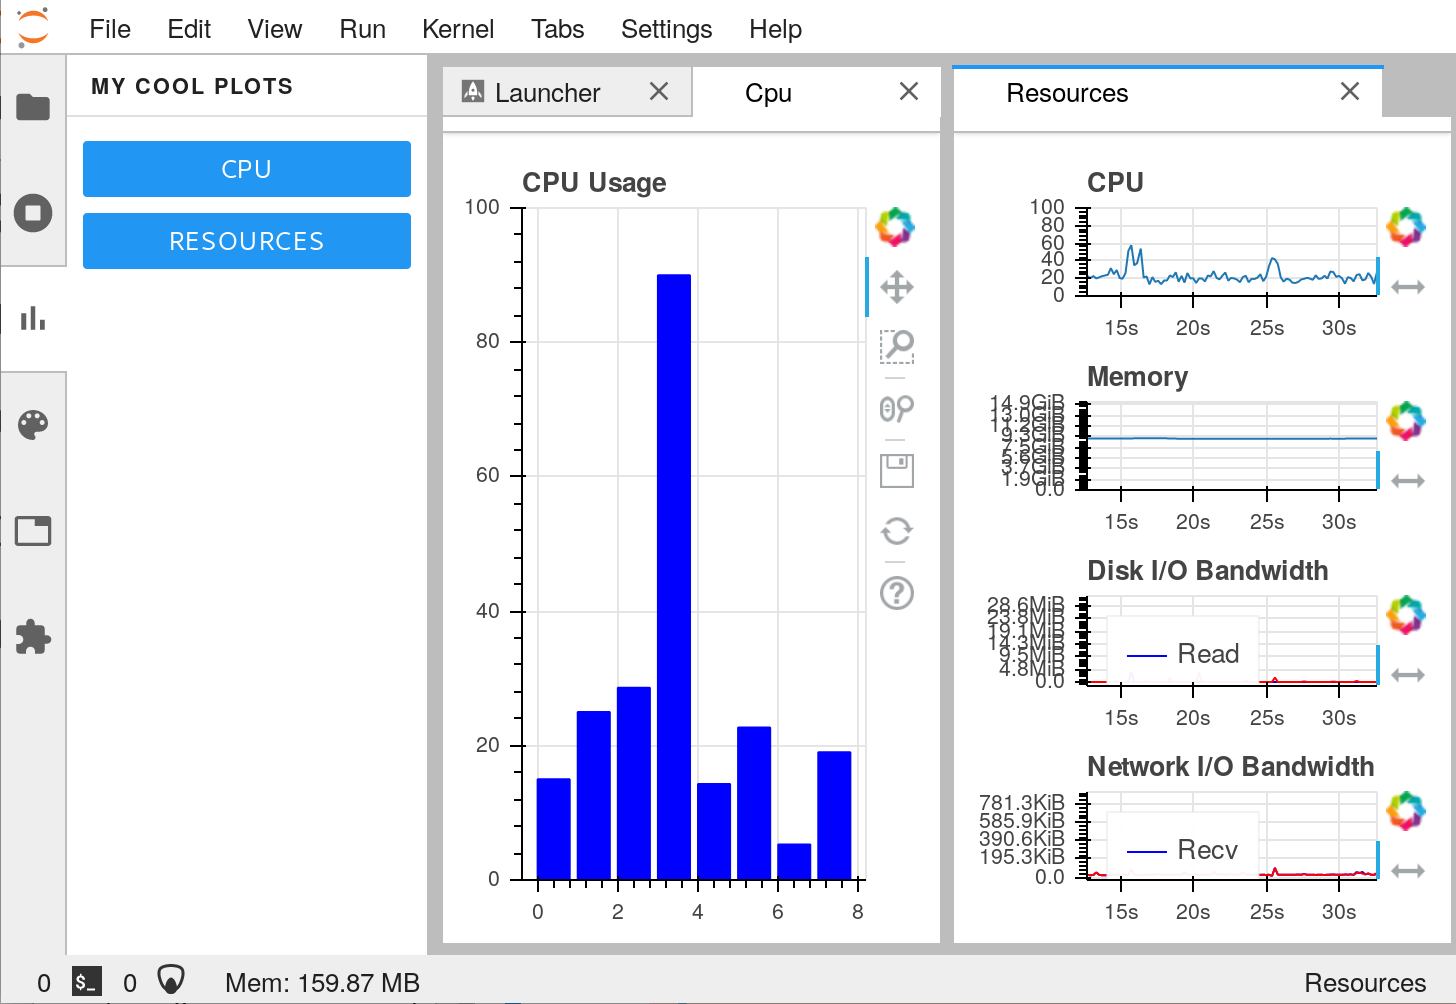 File Edit View Run Kernel Tabs Settings Help
MY COOL PLOTS
CPU
RESOURCES
Launcher
Cpu
CPU Usage
100
80
60
40
20
0
0 2 4 6 8
Resources
CPU
100
80
60
40
20
0
15s 20s 25s 30s
Memory
14.9GiB
13.0GiB
11.2GiB
9.3GiB
7.5GiB
5.6GiB
3.7GiB
1.9GiB
0.0
15s 20s 25s 30s
Disk I/O Bandwidth
28.6MiB
23.8MiB
19.1MiB
14.3MiB
9.5MiB
4.8MiB
0.0
Read
15s 20s 25s 30s
Network I/O Bandwidth
781.3KiB
585.9KiB
390.6KiB
195.3KiB
0.0
Recv
15s 20s 25s 30s
0 $_ 0 Mem: 159.87 MB
Resources